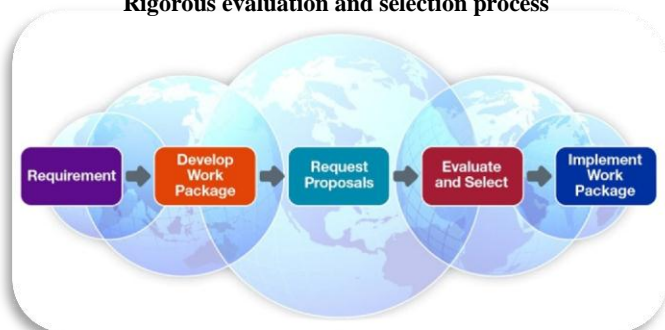 Rigorous evaluation and selection process
Requirement
Develop
Work
Package
Request
Proposals
Evaluate
and Select
Implement
Work
Package